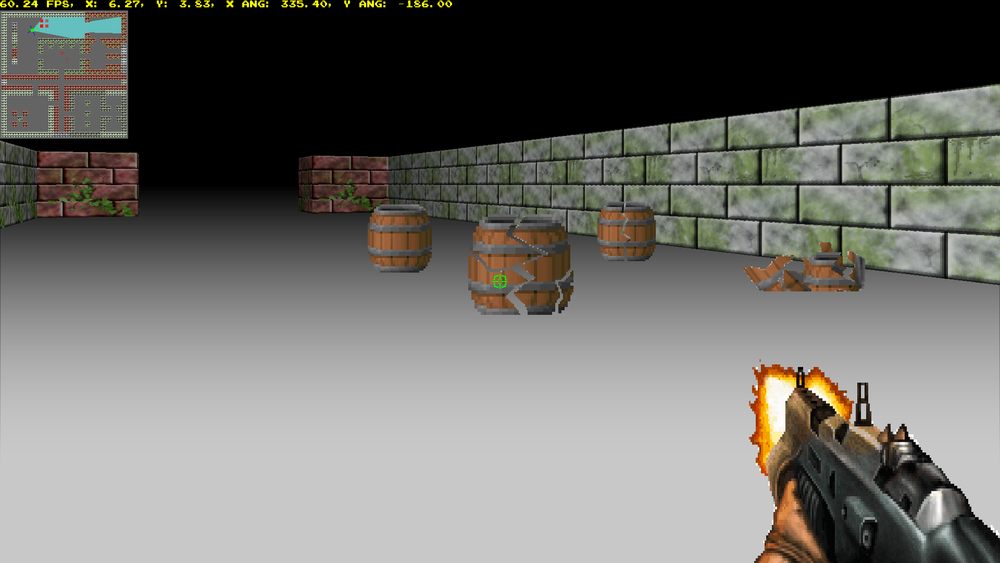 60.24 FPS, X: 6.27, Y: 3.83, X ANG: 335.40, Y ANG: -186.00